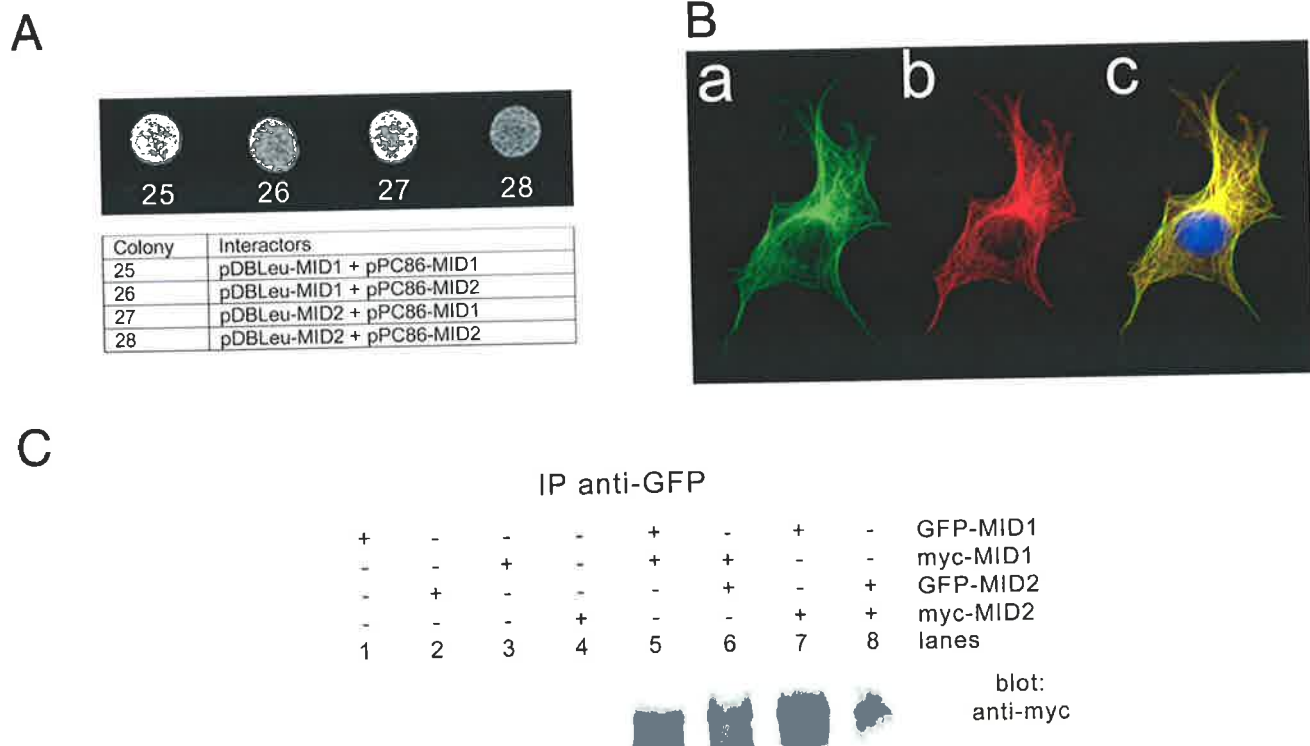 A
25 26 27 28
Colony Interactors
25 pDBLeu-MID1 + pPC86-MID1
26 pDBLeu-MID1 + pPC86-MID2
27 pDBLeu-MID2 + pPC86-MID1
28 pDBLeu-MID2 + pPC86-MID2
B
a b c
C
IP anti-GFP
+ - - - + - + - GFP-MID1
- - + - + + - - myc-MID1
- + - - - + - + GFP-MID2
- - - + - - + + myc-MID2
1 2 3 4 5 6 7 8 lanes
blot:
anti-myc